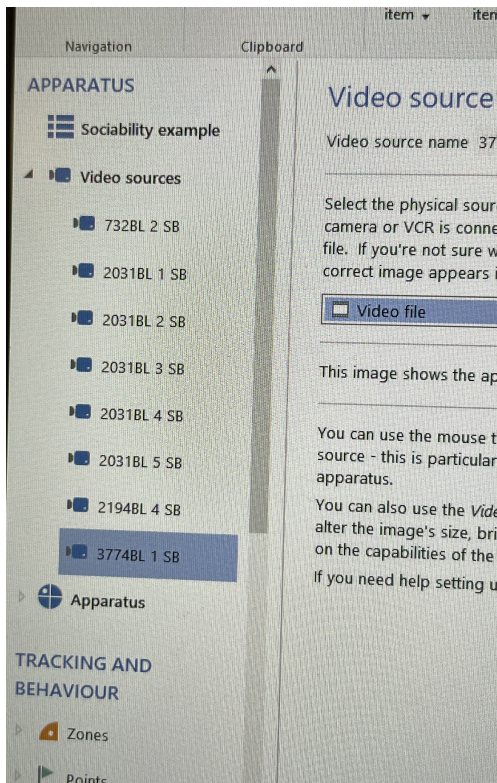 item
item
Navigation
Clipboard
APPARATUS
Sociability example
Video sources
732BL 2 SB
2031BL 1 SB
2031BL 2 SB
2031BL 3 SB
2031BL 4 SB
2031BL 5 SB
2194BL 4 SB
3774BL 1 SB
Apparatus
TRACKING AND
BEHAVIOUR
Zones
Points
Video source
Video source name 37
Select the physical sour
camera or VCR is conne
file. If you're not sure w
correct image appears i
Video file
This image shows the ap
You can use the mouse t
source - this is particular
apparatus.
You can also use the Vide
alter the image's size, bri
on the capabilities of the
If you need help setting u